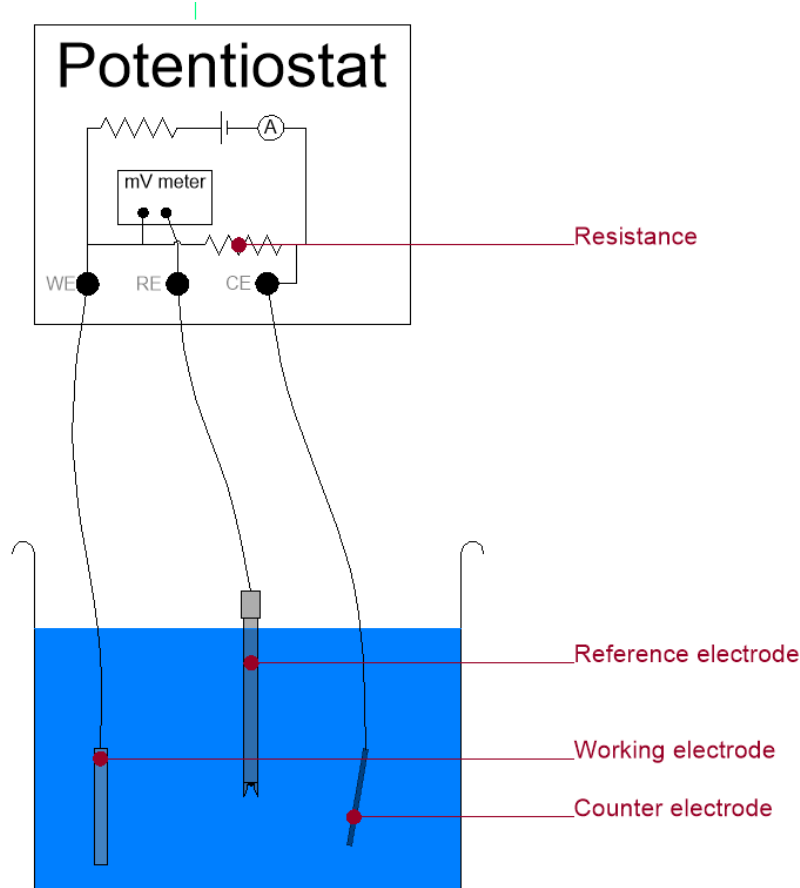 Potentiostat
A
mV meter
Resistance
WE
RE
CE
Reference electrode
Working electrode
Counter electrode